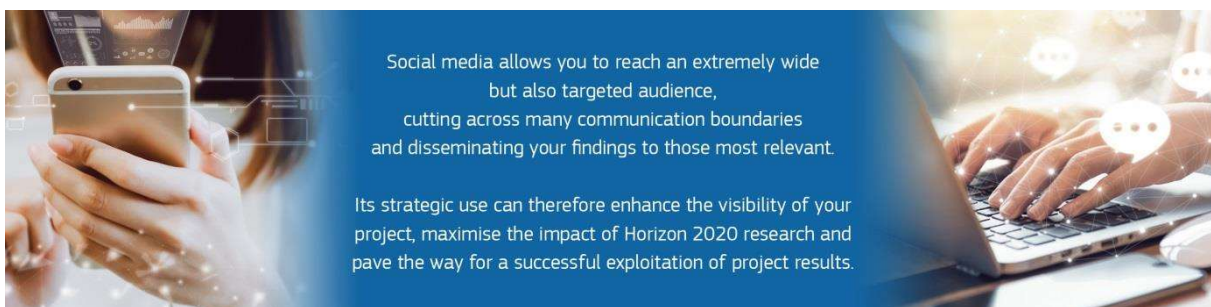 Social media allows you to reach an extremely wide
but also targeted audience,
cutting across many communication boundaries
and disseminating your findings to those most relevant.
Its strategic use can therefore enhance the visibility of your
project, maximise the impact of Horizon 2020 research and
pave the way for a successful exploitation of project results.